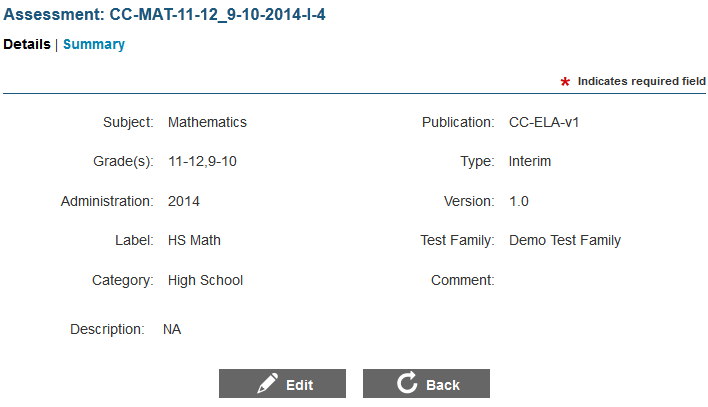 Assessment: CC-MAT-11-12_9-10-2014-I-4
Details | Summary
* Indicates required field
Subject: Mathematics Publication: CC-ELA-v1
Grade(s): 11-12,9-10 Type: Interim
Administration: 2014 Version: 1.0
Label: HS Math Test Family: Demo Test Family
Category: High School Comment:
Description: NA
Edit Back